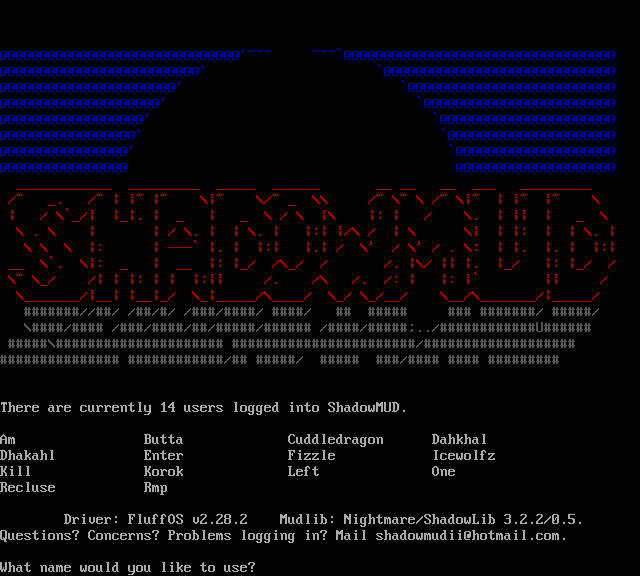 SHADOWMUD
There are currently 14 users logged into ShadowMUD.
Am Butta Cuddledragon Dahkhal
Dhakahl Enter Fizzle Icewolfz
Kill Korok Left One
Recluse Rmp
Driver: FluffOS v2.28.2 Mudlib: Nightmare/ShadowLib 3.2.2/0.5.
Questions? Concerns? Problems logging in? Mail shadowmudii@hotmail.com.
What name would you like to use?